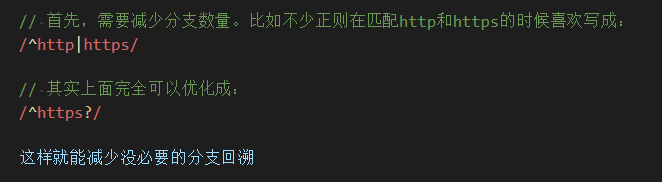 // 首先，需要减少分支数量。比如不少正则在匹配http和https的时候喜欢写成：
/^http|https/
// 其实上面完全可以优化成：
/^https?/
这样就能减少没必要的分支回溯